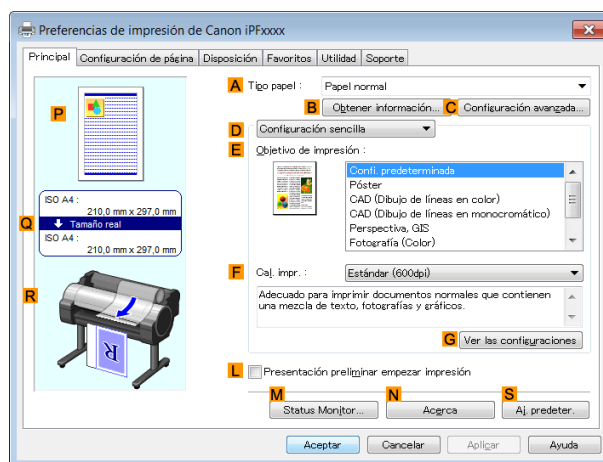 Preferencias de impresión de Canon iPFxxxx
Principal Configuración de página Disposición Favoritos Utilidad Soporte
A Tipo papel : Papel normal
B Obtener información... C Configuración avanzada...
D Configuración sencilla
E Objetivo de impresión :
Confi. predeterminada
Póster
CAD (Dibujo de líneas en color)
CAD (Dibujo de líneas en monocromático)
Perspectiva, GIS
Fotografía (Color)
P
ISO A4 :
210,0 mm x 297,0 mm
Q Tamaño real
ISO A4 :
210,0 mm x 297,0 mm
R
R
F Cal. impr. : Estándar (600dpi)
Adecuado para imprimir documentos normales que contienen
una mezcla de texto, fotografías y gráficos.
G Ver las configuraciones
L Presentación preliminar empezar impresión
M N S
Status Monitor... Acerca Aj. predeter.
Aceptar Cancelar Aplicar Ayuda